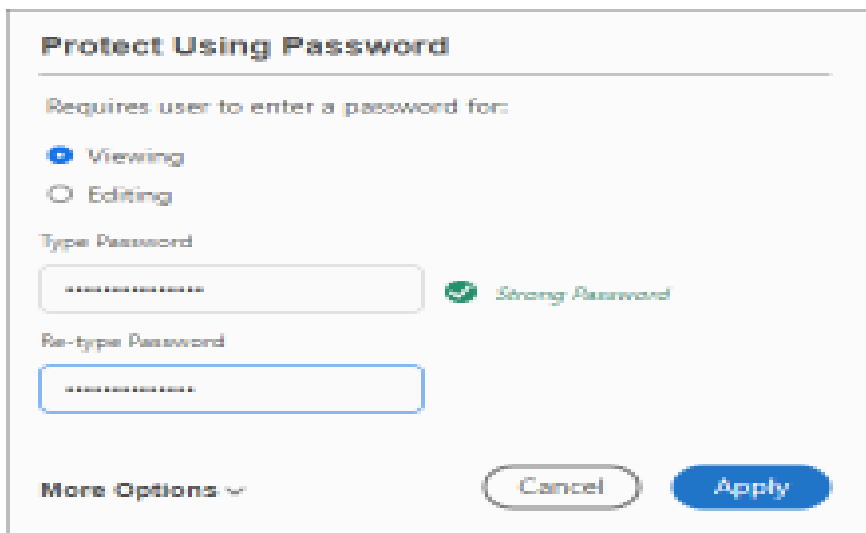 Protect Using Password
Requires user to enter a password for:
Viewing
Editing
Type Password
Strong Password
Re-type Password
More Options
Cancel
Apply